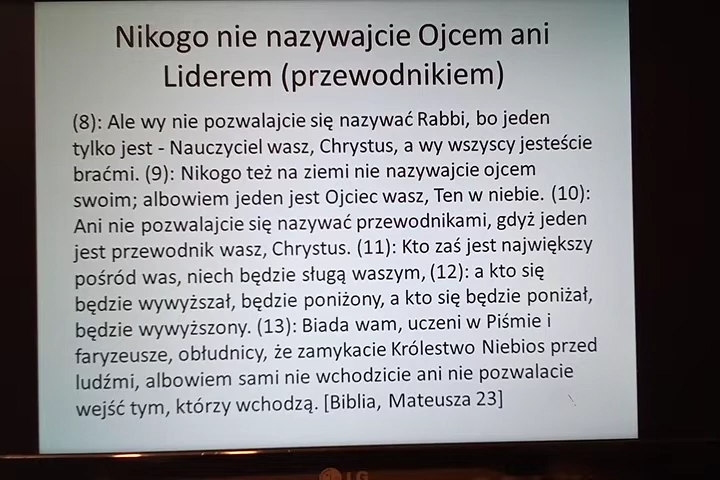 Nikogo nie nazywajcie Ojcem ani
Liderem (przewodnikiem)
(8): Ale wy nie pozwalajcie się nazywać Rabbi, bo jeden
tylko jest - Nauczyciel wasz, Chrystus, a wy wszyscy jesteście
braćmi. (9): Nikogo też na ziemi nie nazywajcie ojcem
swoim; albowiem jeden jest Ojciec wasz, Ten w niebie. (10):
Ani nie pozwalajcie się nazywać przewodnikami, gdyż jeden
jest przewodnik wasz, Chrystus. (11): Kto zaś jest największy
pośród was, niech będzie sługą waszym, (12): a kto się
będzie wywyższał, będzie poniżony, a kto się będzie poniżał,
będzie wywyższony. (13): Biada wam, uczeni w Piśmie i
faryzeusze, obłudnicy, że zamykacie Królestwo Niebios przed
ludźmi, albowiem sami nie wchodzicie ani nie pozwalacie
wejść tym, którzy wchodzą. [Biblia, Mateusza 23]
LG